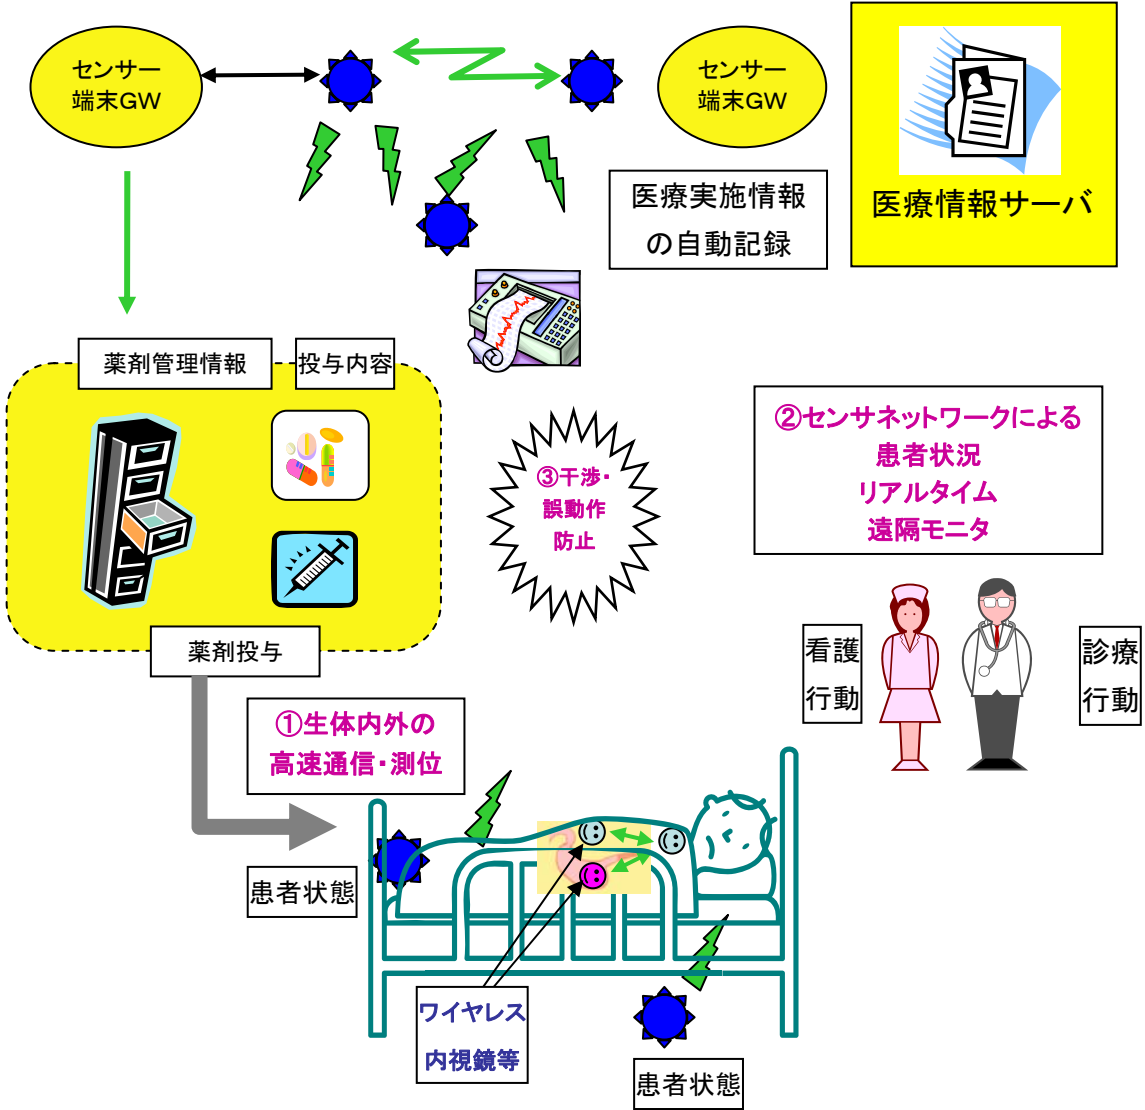 センサー
端末GW
センサー
端末GW
医療情報サーバ
医療実施情報
の自動記録
薬剤管理情報
投与内容
②センサネットワークによる
患者状況
リアルタイム
遠隔モニタ
③干渉・
誤動作
防止
看護
行動
診療
行動
薬剤投与
①生体内外の
高速通信・測位
患者状態
ワイヤレス
内視鏡等
患者状態